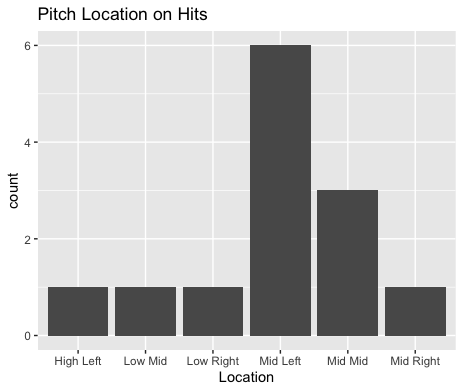 Pitch Location on Hits
count
6
4
2
0
High Left
Low Mid
Low Right
Mid Left
Mid Mid
Mid Right
Location